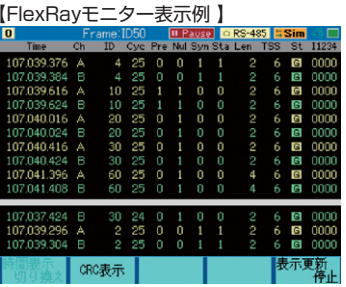 【FlexRayモニター表示例 】
0 Frame:ID50 Pause RS-485 Sim
Time Ch ID Cyc Pre Nul Syn Sta Len TSS St I1234
107.039.376 A 4 25 0 0 1 1 2 6 G 0000
107.039.384 B 4 25 0 0 1 1 2 6 G 0000
107.039.616 A 10 25 1 1 0 0 2 6 G 0000
107.039.624 B 10 25 1 1 0 0 2 6 G 0000
107.040.016 A 20 25 0 1 0 0 2 6 G 0000
107.040.024 B 20 25 0 1 0 0 2 6 G 0000
107.040.416 A 30 25 0 1 0 0 2 6 G 0000
107.040.424 B 30 25 0 1 0 0 2 6 G 0000
107.041.396 A 60 25 0 1 0 0 4 6 G 0000
107.041.408 B 60 25 0 1 0 0 4 6 G 0000
107.037.424 B 30 24 0 1 0 0 2 6 G 0000
107.039.296 A 2 25 0 0 1 1 2 6 G 0000
107.039.304 B 2 25 0 0 1 1 2 6 G 0000
時間表示 切り換え CRC表示 表示更新 停止